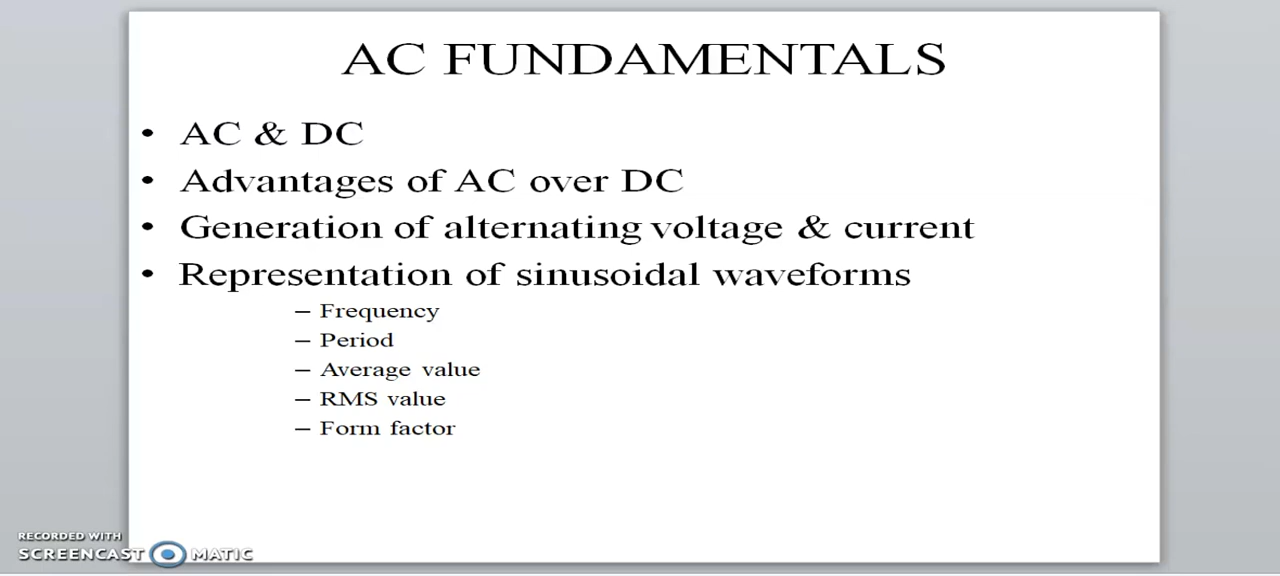 AC FUNDAMENTALS
• AC & DC
• Advantages of AC over DC
• Generation of alternating voltage & current
• Representation of sinusoidal waveforms
– Frequency
– Period
– Average value
– RMS value
– Form factor
RECORDED WITH
SCREENCAST MATIC